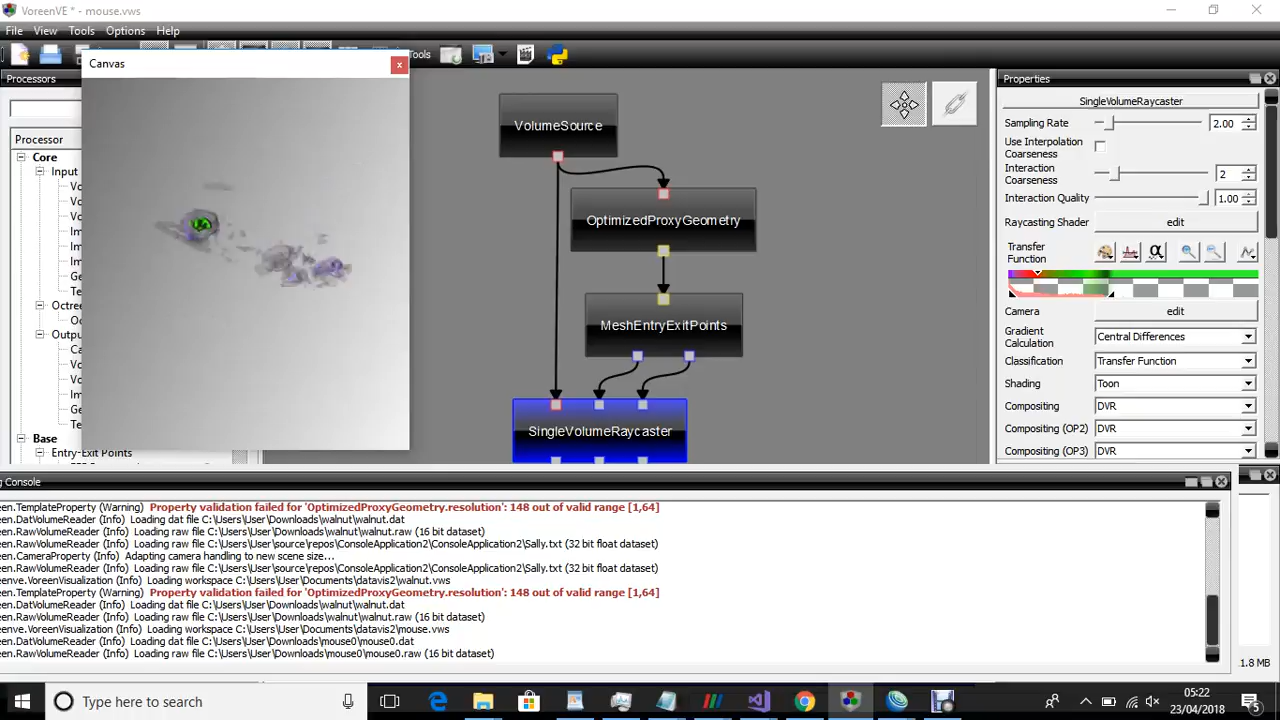 VoreenVE * - mouse.vws
File View Tools Options Help
Tools
Processors
Canvas
x
Processor
Core
Input
Octre
Outpu
Base
Entry-Exit Points
VolumeSource
OptimizedProxyGeometry
MeshEntryExitPoints
SingleVolumeRaycaster
Properties
SingleVolumeRaycaster
Sampling Rate 2.00
Use Interpolation
Coarseness
Interaction
Coarseness 2
Interaction Quality 1.00
Raycasting Shader edit
Transfer
Function
Camera edit
Gradient
Calculation Central Differences
Classification Transfer Function
Shading Toon
Compositing DVR
Compositing (OP2) DVR
Compositing (OP3) DVR
g Console
een.TemplateProperty (Warning) Property validation failed for 'OptimizedProxyGeometry.resolution': 148 out of valid range [1,64]
een.DatVolumeReader (Info) Loading dat file C:\Users\User\Downloads\walnut\walnut.dat
een.RawVolumeReader (Info) Loading raw file C:\Users\User\Downloads\walnut\walnut.raw (16 bit dataset)
een.RawVolumeReader (Info) Loading raw file C:\Users\User\source\repos\ConsoleApplication2\ConsoleApplication2\Sally.txt (32 bit float dataset)
een.CameraProperty (Info) Adapting camera handling to new scene size...
een.RawVolumeReader (Info) Loading raw file C:\Users\User\source\repos\ConsoleApplication2\ConsoleApplication2\Sally.txt (32 bit float dataset)
eenve.VoreenVisualization (Info) Loading workspace C:\Users\User\Documents\datavis2\walnut.vws
een.TemplateProperty (Warning) Property validation failed for 'OptimizedProxyGeometry.resolution': 148 out of valid range [1,64]
een.DatVolumeReader (Info) Loading dat file C:\Users\User\Downloads\walnut\walnut.dat
een.RawVolumeReader (Info) Loading raw file C:\Users\User\Downloads\walnut\walnut.raw (16 bit dataset)
eenve.VoreenVisualization (Info) Loading workspace C:\Users\User\Documents\datavis2\mouse.vws
een.DatVolumeReader (Info) Loading dat file C:\Users\User\Downloads\mouse0\mouse0.dat
een.RawVolumeReader (Info) Loading raw file C:\Users\User\Downloads\mouse0\mouse0.raw (16 bit dataset)
1.8 MB
Type here to search
05:22
23/04/2018
5